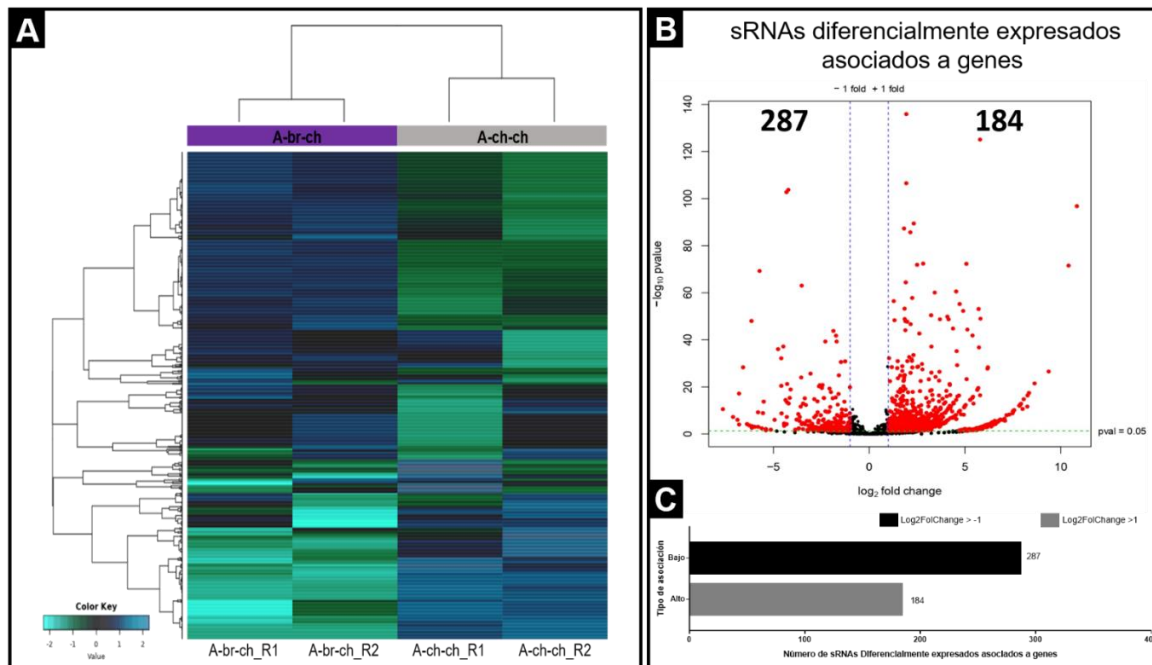 A
A-br-ch
A-ch-ch
Color Key
-2 -1 0 1 2
Value
A-br-ch_R1 A-br-ch_R2 A-ch-ch_R1 A-ch-ch_R2
B
sRNAs diferencialmente expresados
asociados a genes
− 1 fold + 1 fold
287
184
140
120
100
80
60
40
20
0
−log10 pvalue
pval = 0.05
−5 0 5 10
log2 fold change
C
Log2FolChange > -1
Log2FolChange >1
Tipo de asociación
Bajo
287
Alto
184
0 100 200 300 40
Número de sRNAs Diferencialmente expresados asociados a genes